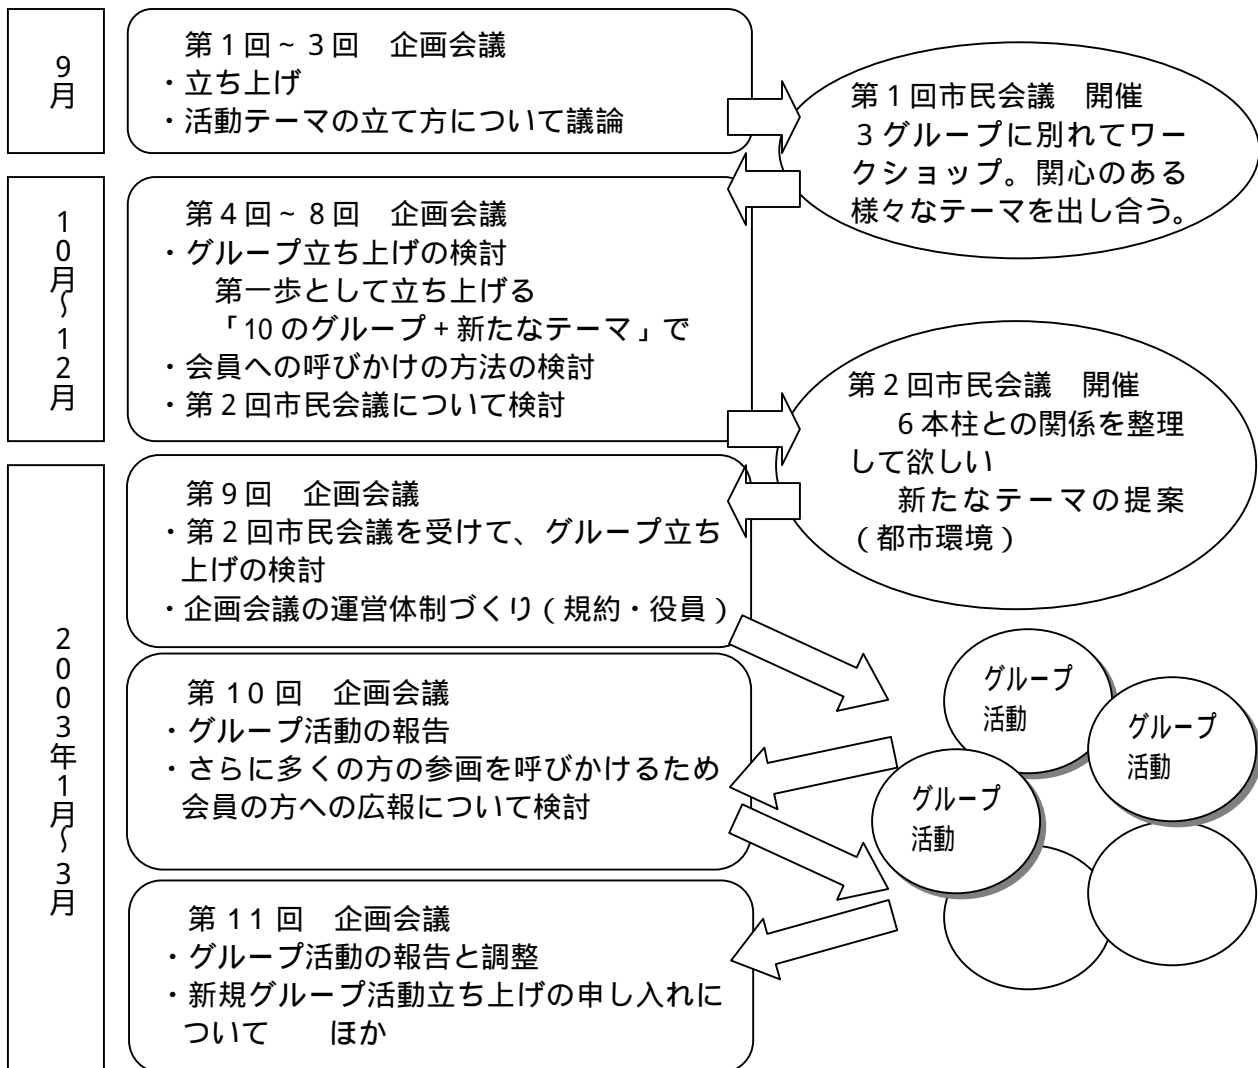 9月
第1回~3回 企画会議
・立ち上げ
・活動テーマの立て方について議論
第1回市民会議 開催
3グループに別れてワー
クショップ。関心のある
様々なテーマを出し合う。
10月~12月
第4回~8回 企画会議
・グループ立ち上げの検討
第一歩として立ち上げる
「10のグループ+新たなテーマ」で
・会員への呼びかけの方法の検討
・第2回市民会議について検討
第2回市民会議 開催
6本柱との関係を整理
して欲しい
新たなテーマの提案
(都市環境)
2003年1月~3月
第9回 企画会議
・第2回市民会議を受けて、グループ立ち
上げの検討
・企画会議の運営体制づくり(規約・役員)
第10回 企画会議
・グループ活動の報告
・さらに多くの方の参画を呼びかけるため
会員の方への広報について検討
第11回 企画会議
・グループ活動の報告と調整
・新規グループ活動立ち上げの申し入れに
ついて ほか
グループ
活動
グループ
活動
グループ
活動